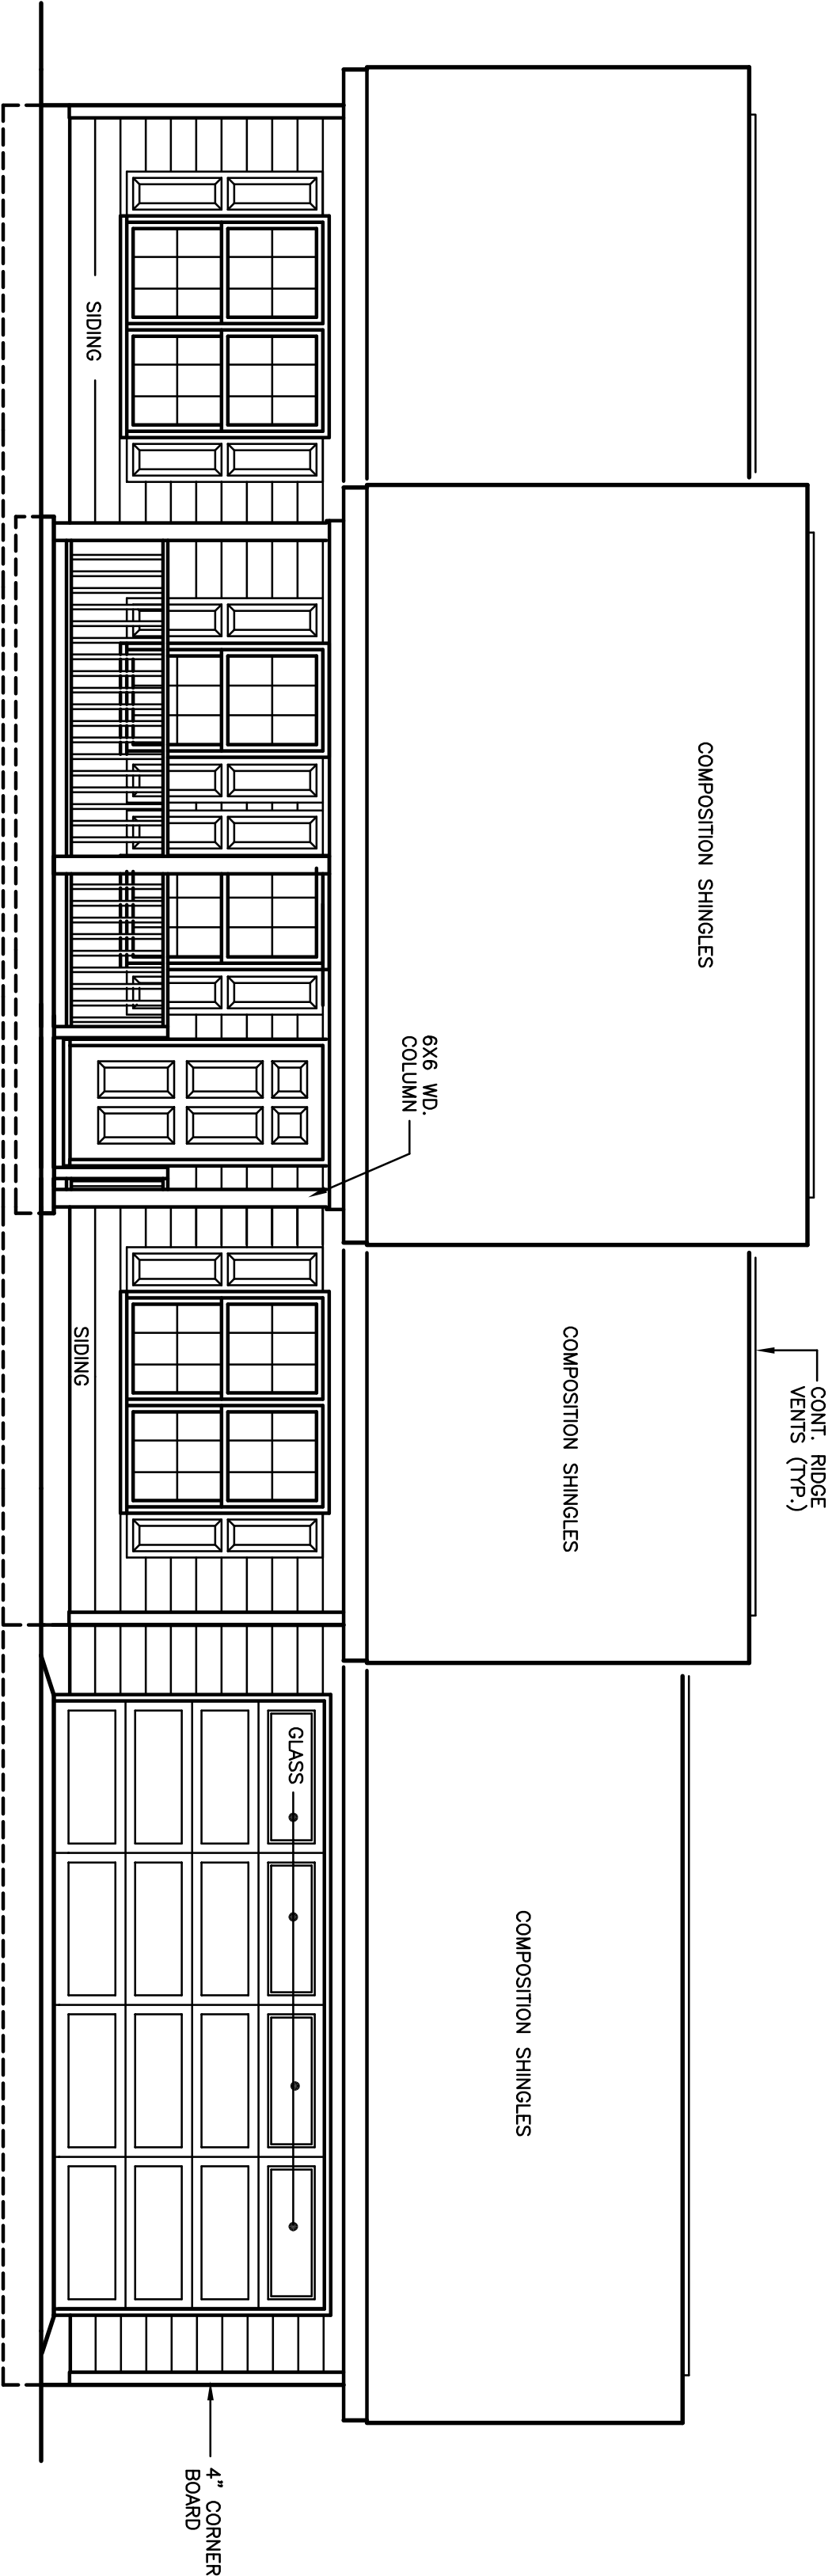 CONT. RIDGE
VENTS (TYP.)
COMPOSITION SHINGLES
COMPOSITION SHINGLES
COMPOSITION SHINGLES
6X6 WD.
COLUMN
SIDING
SIDING
GLASS
4" CORNER
BOARD